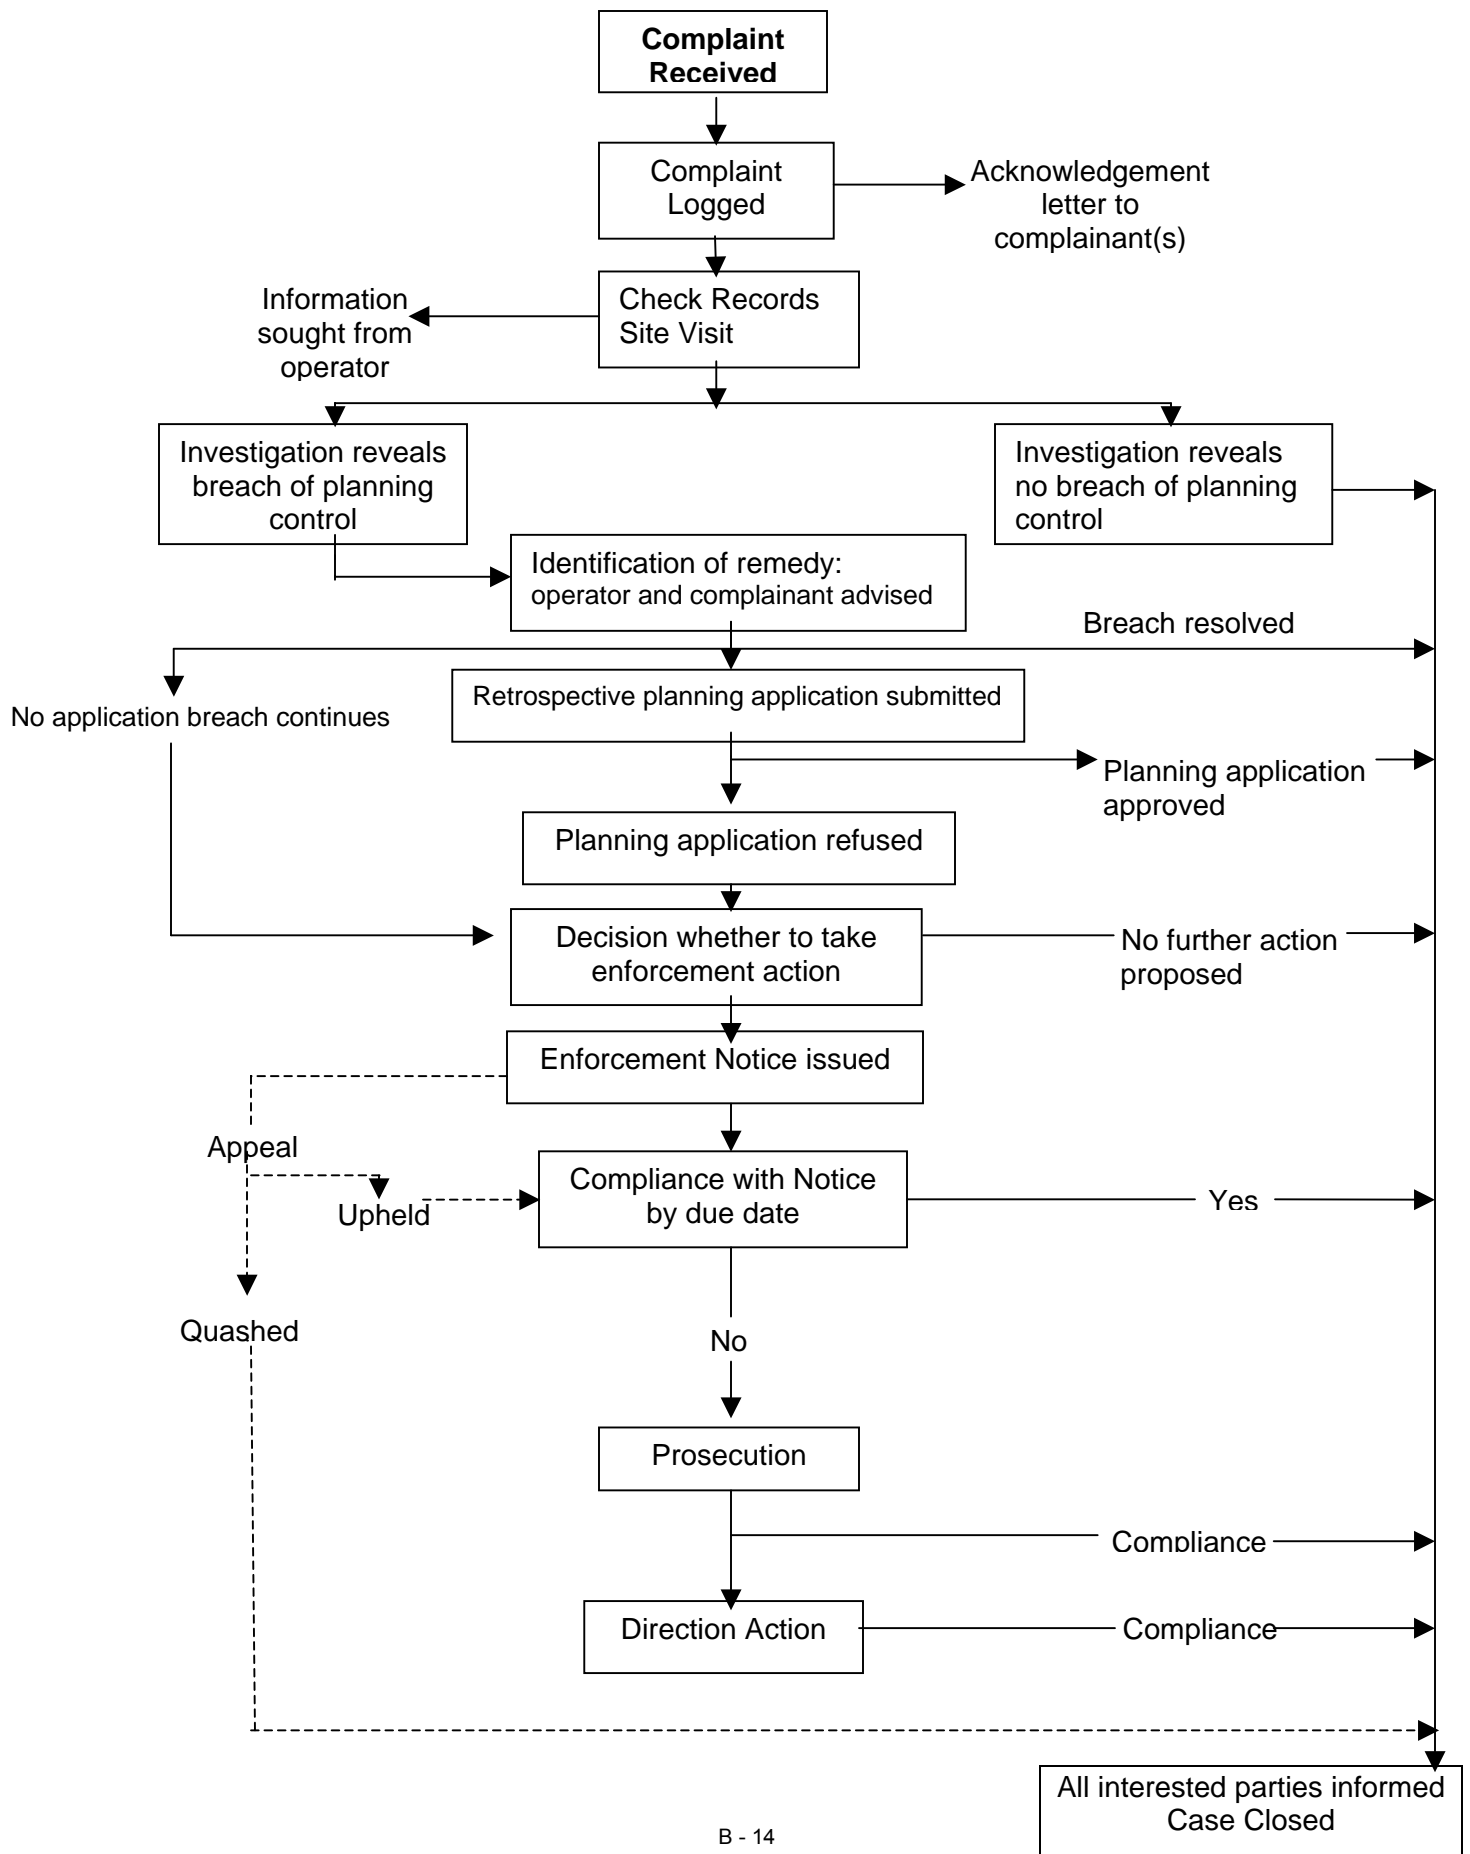 Complaint
Received
Complaint
Logged
Acknowledgement
letter to
complainant(s)
Information
sought from
operator
Check Records
Site Visit
Investigation reveals
breach of planning
control
Investigation reveals
no breach of planning
control
Identification of remedy:
operator and complainant advised
Breach resolved
No application breach continues
Retrospective planning application submitted
Planning application
approved
Planning application refused
Decision whether to take
enforcement action
No further action
proposed
Enforcement Notice issued
Appeal
Upheld
Compliance with Notice
by due date
Yes
Quashed
No
Prosecution
Compliance
Direction Action
Compliance
All interested parties informed
Case Closed
B - 14